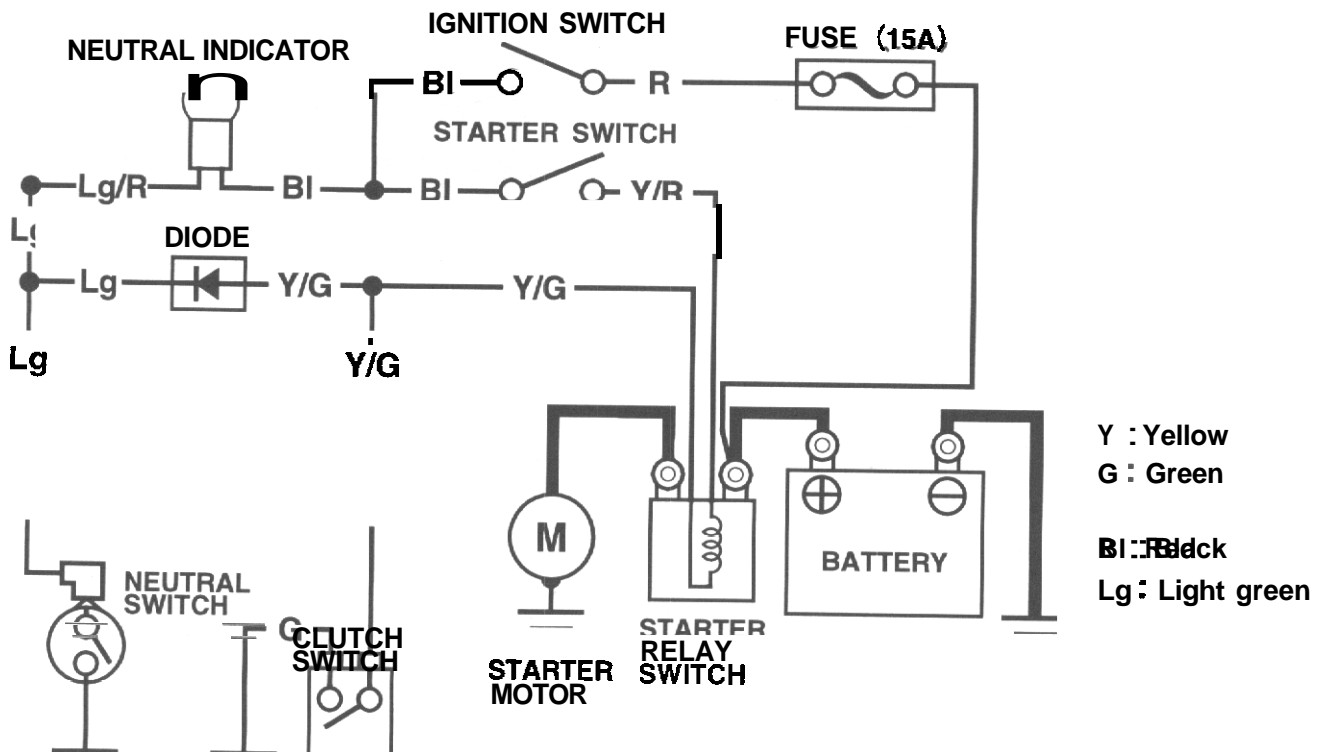 IGNITION SWITCH
FUSE (15A)
NEUTRAL INDICATOR
Bl
R
STARTER SWITCH
Lg/R
Bl
Bl
Y/R
DIODE
Lg
Y/G
Y/G
Lg
Y/G
Y : Yellow
G : Green
Lg : Light green
M
BATTERY
NEUTRAL
SWITCH
G
CLUTCH
SWITCH
STARTER
RELAY
SWITCH
STARTER
MOTOR